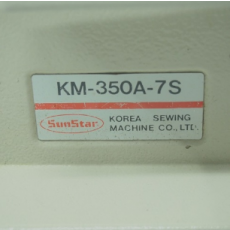 KM-350A-7S
SunStar
KOREA SEWING
MACHINE CO., LTD.